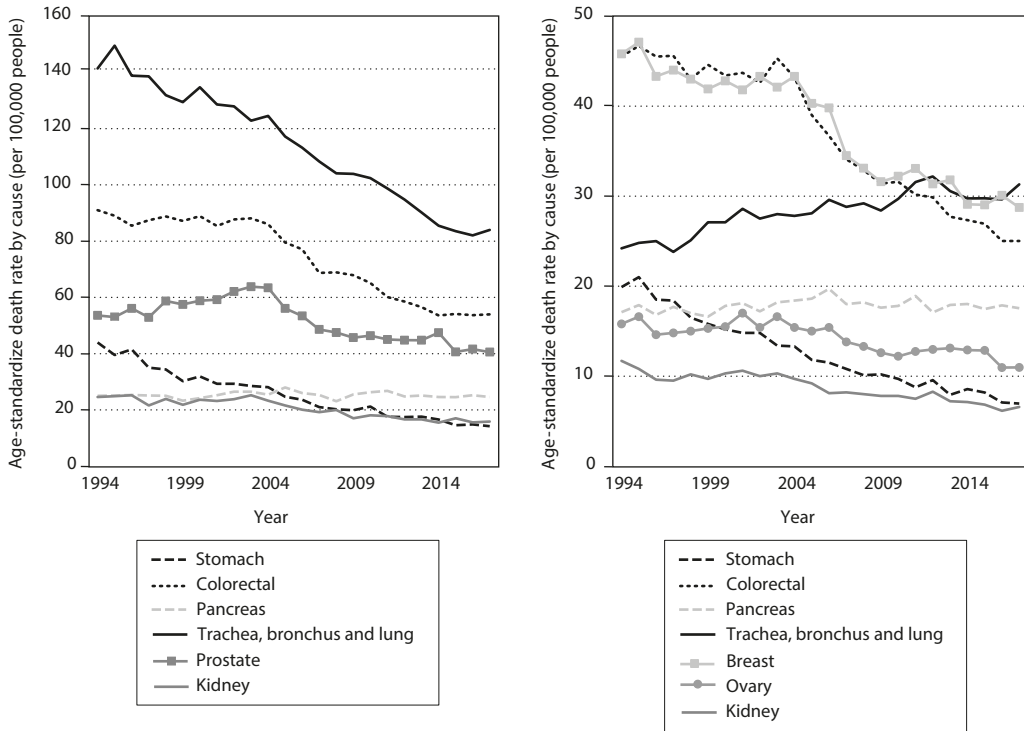 Age-standardize death rate by cause (per 100,000 people)
160
140
120
100
80
60
40
20
0
1994
1999
2004
2009
2014
Year
Stomach
Colorectal
Pancreas
Trachea, bronchus and lung
Prostate
Kidney
Age-standardize death rate by cause (per 100,000 people)
50
40
30
20
10
0
1994
1999
2004
2009
2014
Year
Stomach
Colorectal
Pancreas
Trachea, bronchus and lung
Breast
Ovary
Kidney